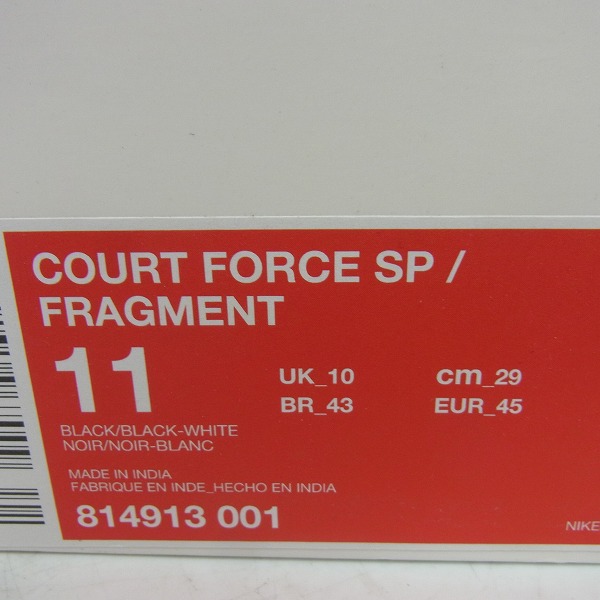 COURT FORCE SP /
FRAGMENT
11
UK_10 cm_29
BR_43 EUR_45
BLACK/BLACK-WHITE
NOIR/NOIR-BLANC
MADE IN INDIA
FABRIQUE EN INDE_HECHO EN INDIA
814913 001
NIKE